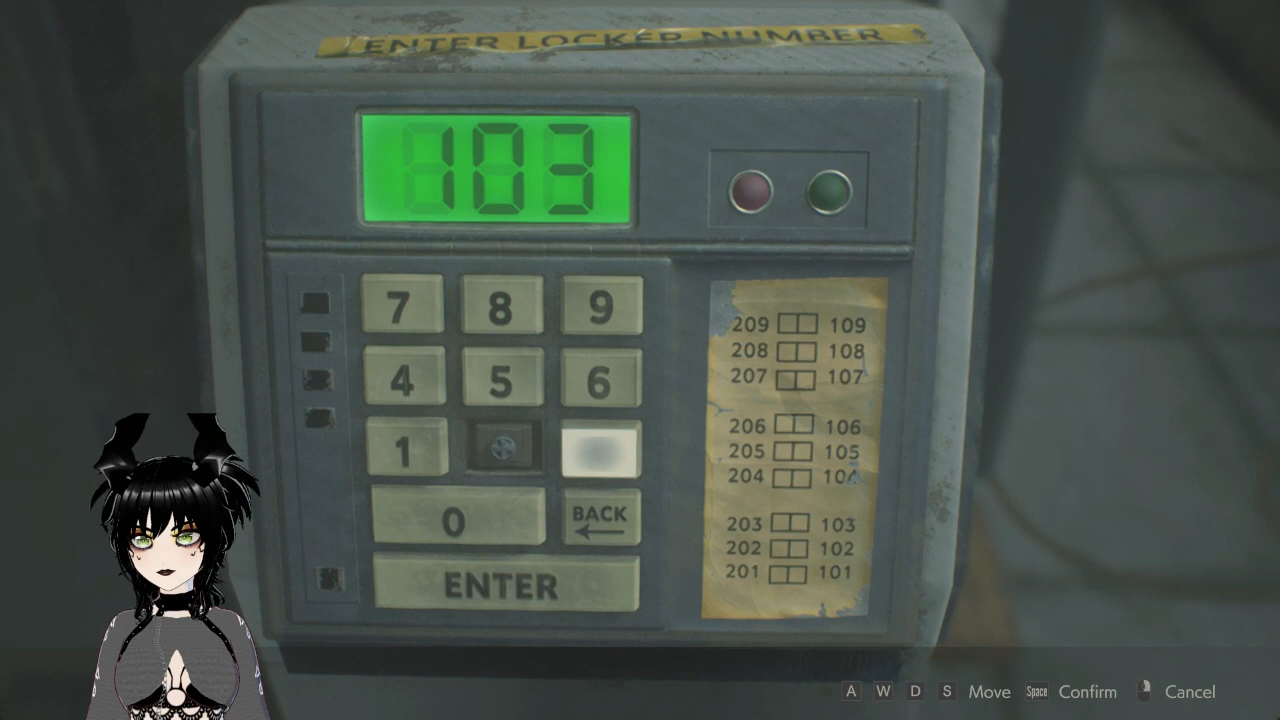 ENTER LOCKER NUMBER
103
7 8 9
4 5 6
1
0 BACK
ENTER
209 109
208 108
207 107
206 106
205 105
204 104
203 103
202 102
201 101
A W D S Move Space Confirm Cancel